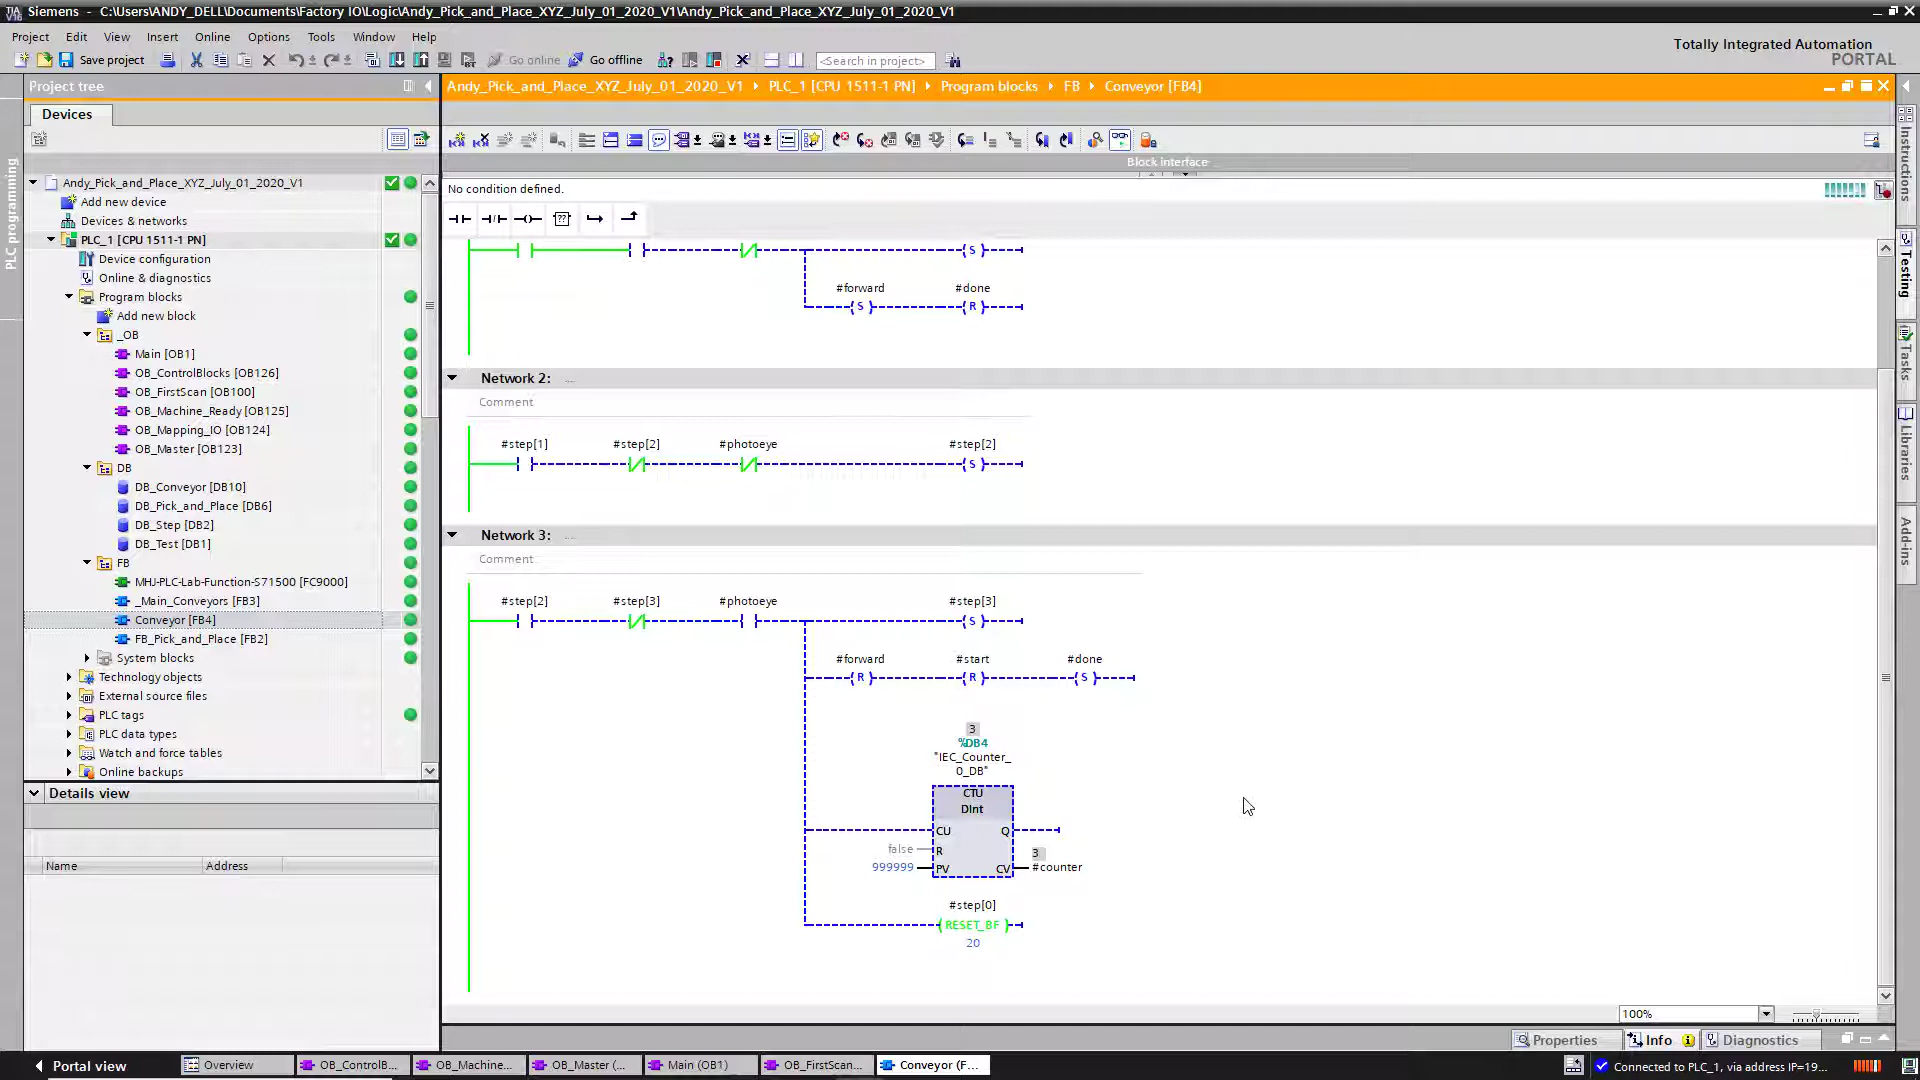 Siemens - C:\Users\ANDY_DELL\Documents\Factory IO\Logic\Andy_Pick_and_Place_XYZ_July_01_2020_V1\Andy_Pick_and_Place_XYZ_July_01_2020_V1
Project Edit View Insert Online Options Tools Window Help
Totally Integrated Automation
PORTAL
Save project
Go online
Go offline
<Search in project>
Project tree
Andy_Pick_and_Place_XYZ_July_01_2020_V1 PLC_1 [CPU 1511-1 PN] Program blocks FB Conveyor [FB4]
Devices
PLC programming
Andy_Pick_and_Place_XYZ_July_01_2020_V1
Add new device
Devices & networks
PLC_1 [CPU 1511-1 PN]
Device configuration
Online & diagnostics
Program blocks
Add new block
_OB
Main [OB1]
OB_ControlBlocks [OB126]
OB_FirstScan [OB100]
OB_Machine_Ready [OB125]
OB_Mapping_IO [OB124]
OB_Master [OB123]
DB
DB_Conveyor [DB10]
DB_Pick_and_Place [DB6]
DB_Step [DB2]
DB_Test [DB1]
FB
MHJ-PLC-Lab-Function-S71500 [FC9000]
_Main_Conveyors [FB3]
Conveyor [FB4]
FB_Pick_and_Place [FB2]
System blocks
Technology objects
External source files
PLC tags
PLC data types
Watch and force tables
Online backups
Details view
Name Address
Block interface
No condition defined.
??
S
#forward #done
S R
Network 2: ...
Comment
#step[1] #step[2] #photoeye #step[2]
S
Network 3: ...
Comment
#step[2] #step[3] #photoeye #step[3]
S
#forward #start #done
R R S
3
%DB4
"IEC_Counter_
0_DB"
CTU
DInt
CU Q
false R
3
999999 PV CV #counter
#step[0]
RESET_BF
20
100%
Instructions
Testing
Tasks
Libraries
Add-ins
Properties Info Diagnostics
Portal view Overview OB_ControlB... OB_Machine... OB_Master (... Main (OB1) OB_FirstScan... Conveyor (F...
Connected to PLC_1, via address IP=19...